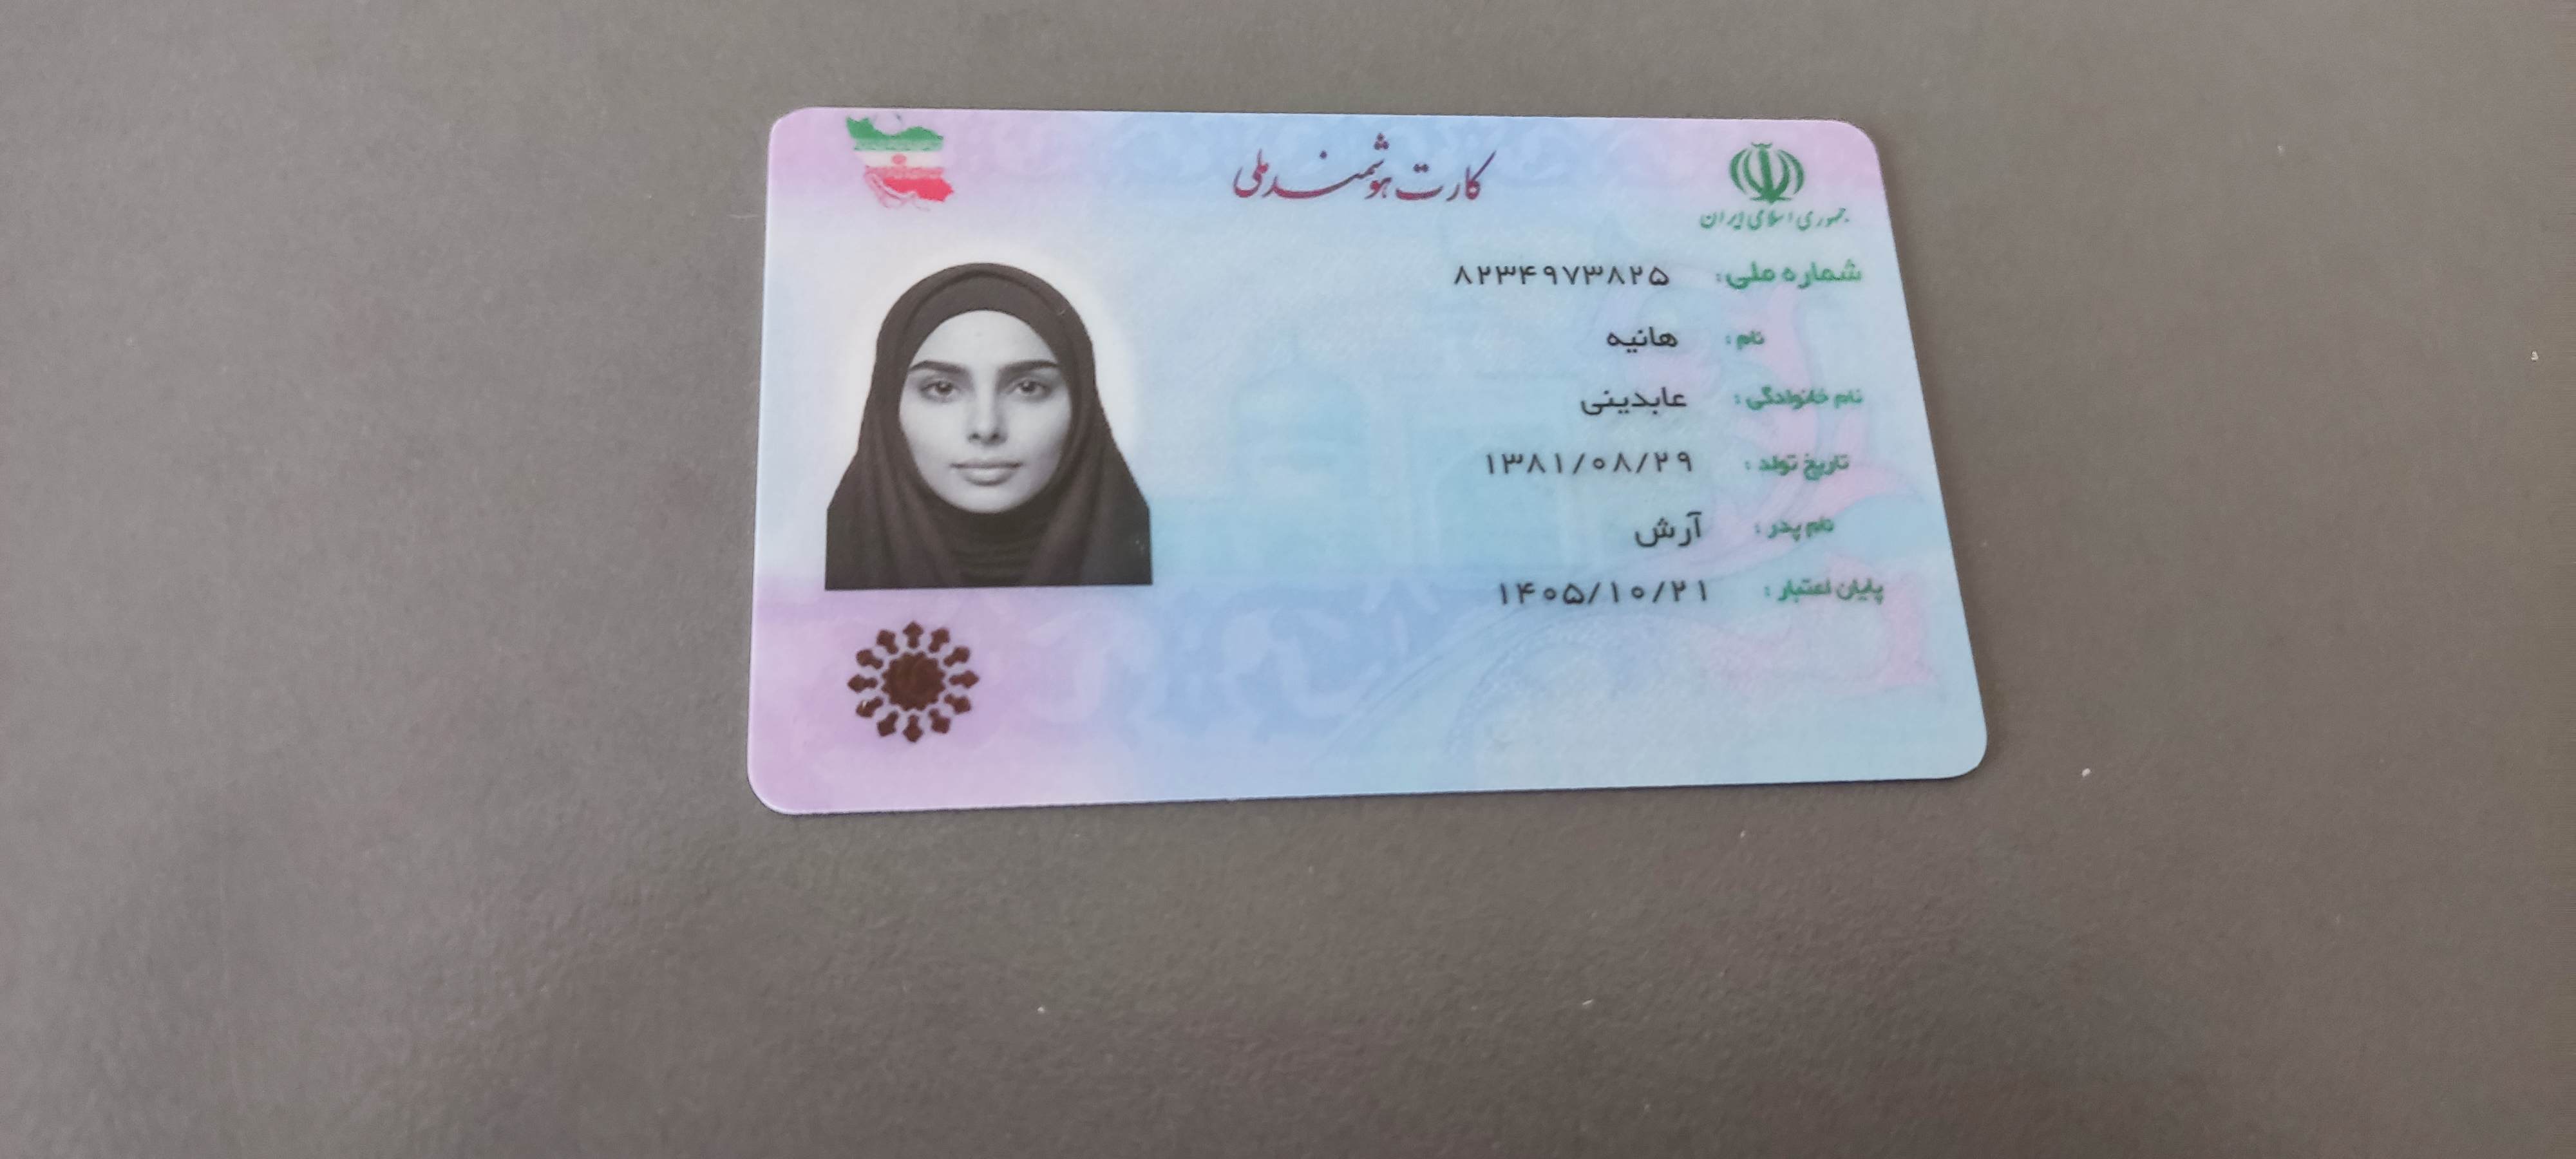 کارت هوشمند ملی
جمهوری اسلامی ایران
شماره ملی: ۸۲۳۴۹۷۳۸۲۵
نام: هانیه
نام خانوادگی: عابدینی
تاریخ تولد: ۱۳۸۱/۰۸/۲۹
نام پدر: آرش
پایان اعتبار: ۱۴۰۵/۱۰/۲۱